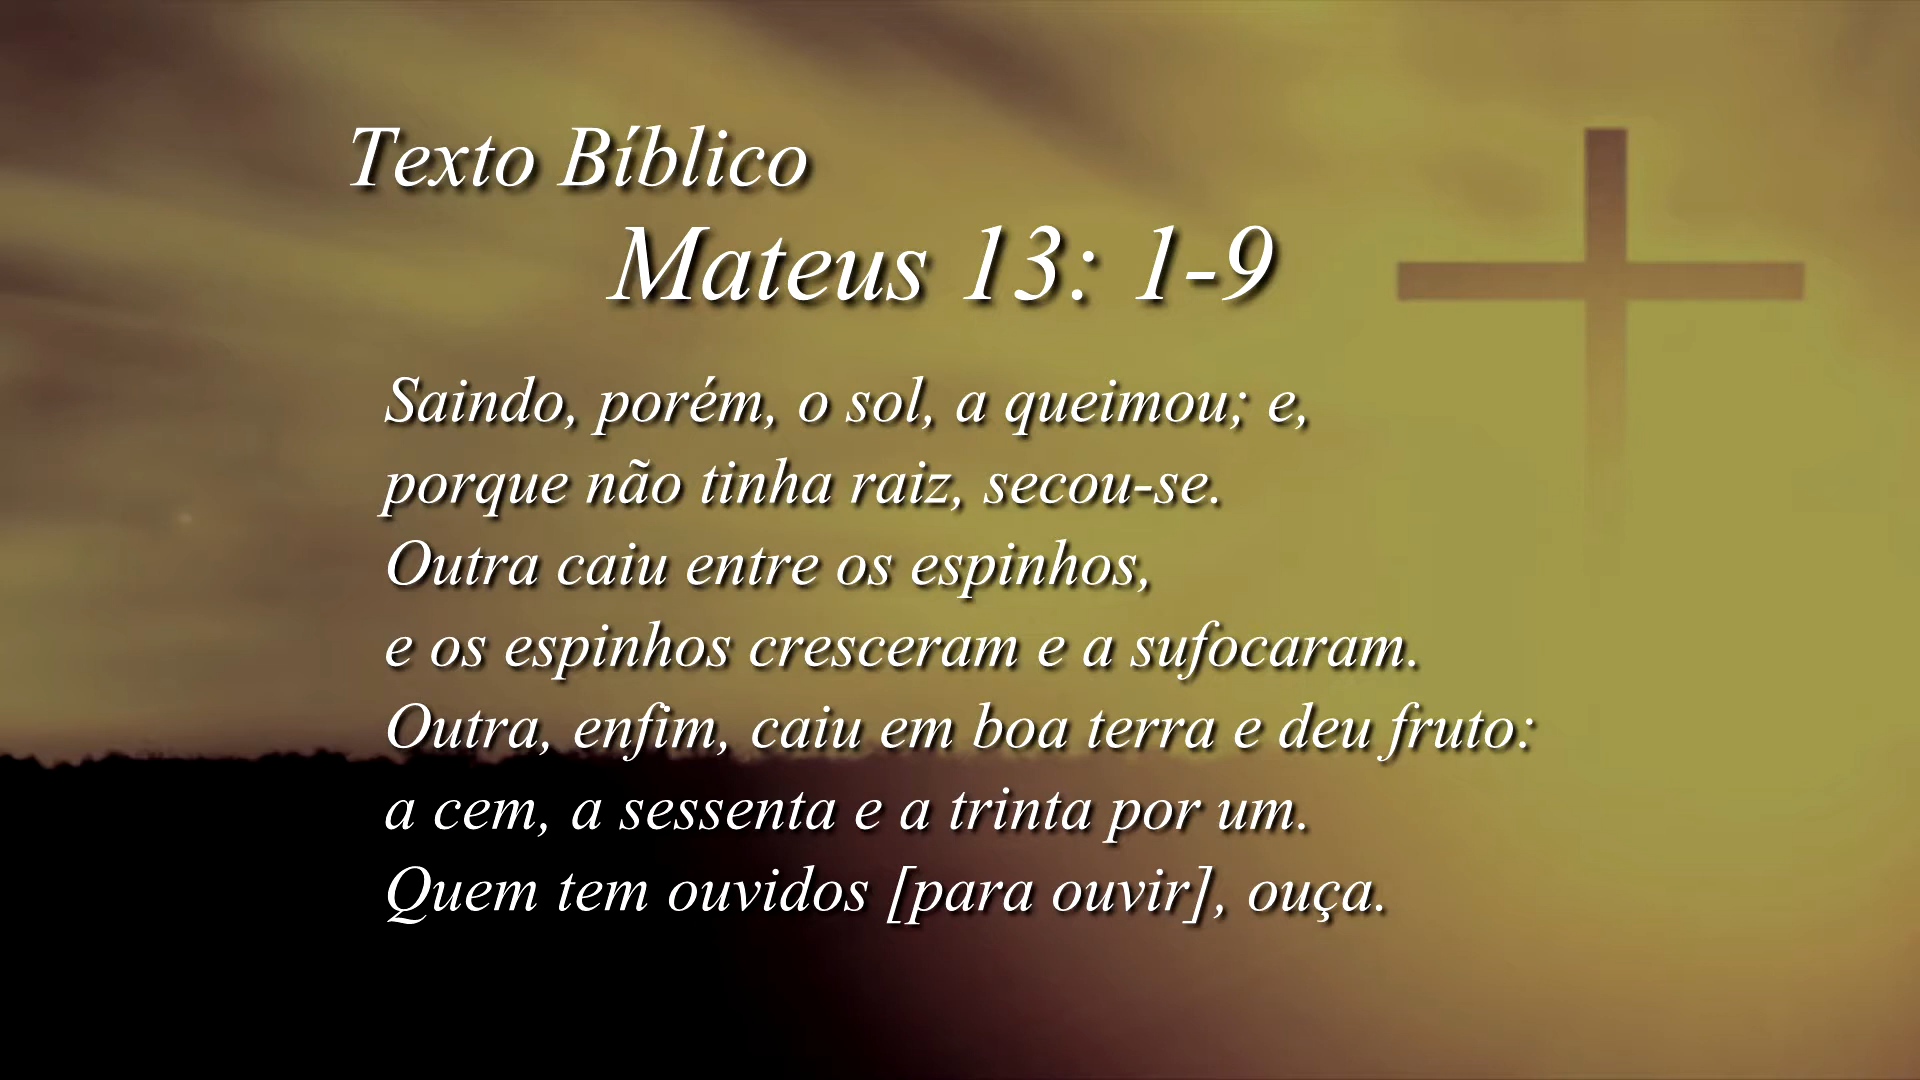 Texto Bíblico
Mateus 13: 1-9
Saindo, porém, o sol, a queimou; e,
porque não tinha raiz, secou-se.
Outra caiu entre os espinhos,
e os espinhos cresceram e a sufocaram.
Outra, enfim, caiu em boa terra e deu fruto:
a cem, a sessenta e a trinta por um.
Quem tem ouvidos [para ouvir], ouça.